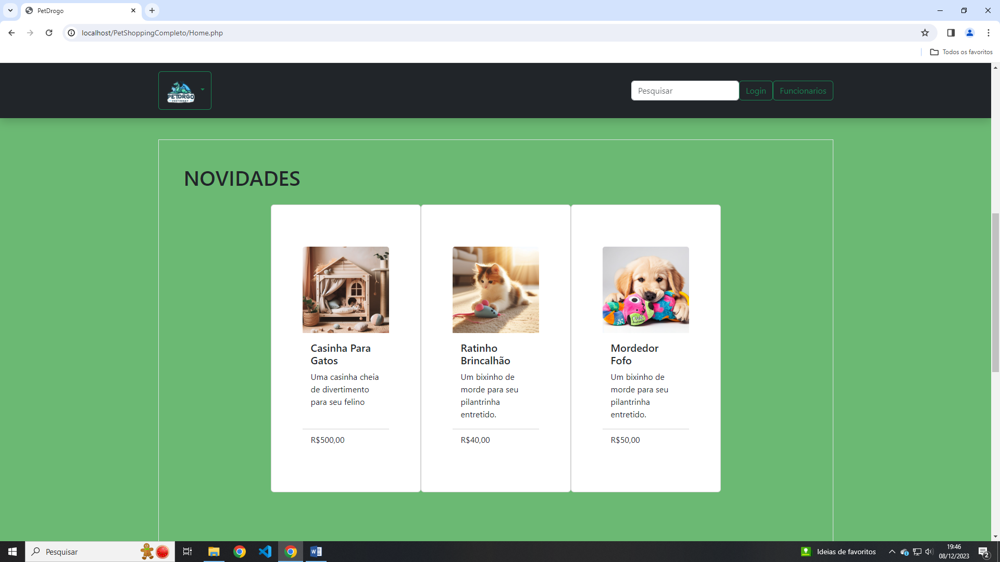 PetDrogo
localhost/PetShoppingCompleto/Home.php
Todos os favoritos
PETDRGO
Pesquisar
Login
Funcionarios
NOVIDADES
Casinha Para
Gatos
Uma casinha cheia
de divertimento
para seu felino
R$500,00
Ratinho
Brincalhão
Um bixinho de
morde para seu
pilantrinha
entretido.
R$40,00
Mordedor
Fofo
Um bixinho de
morde para seu
pilantrinha
entretido.
R$50,00
Pesquisar
Ideias de favoritos
19:46
08/12/2023
2